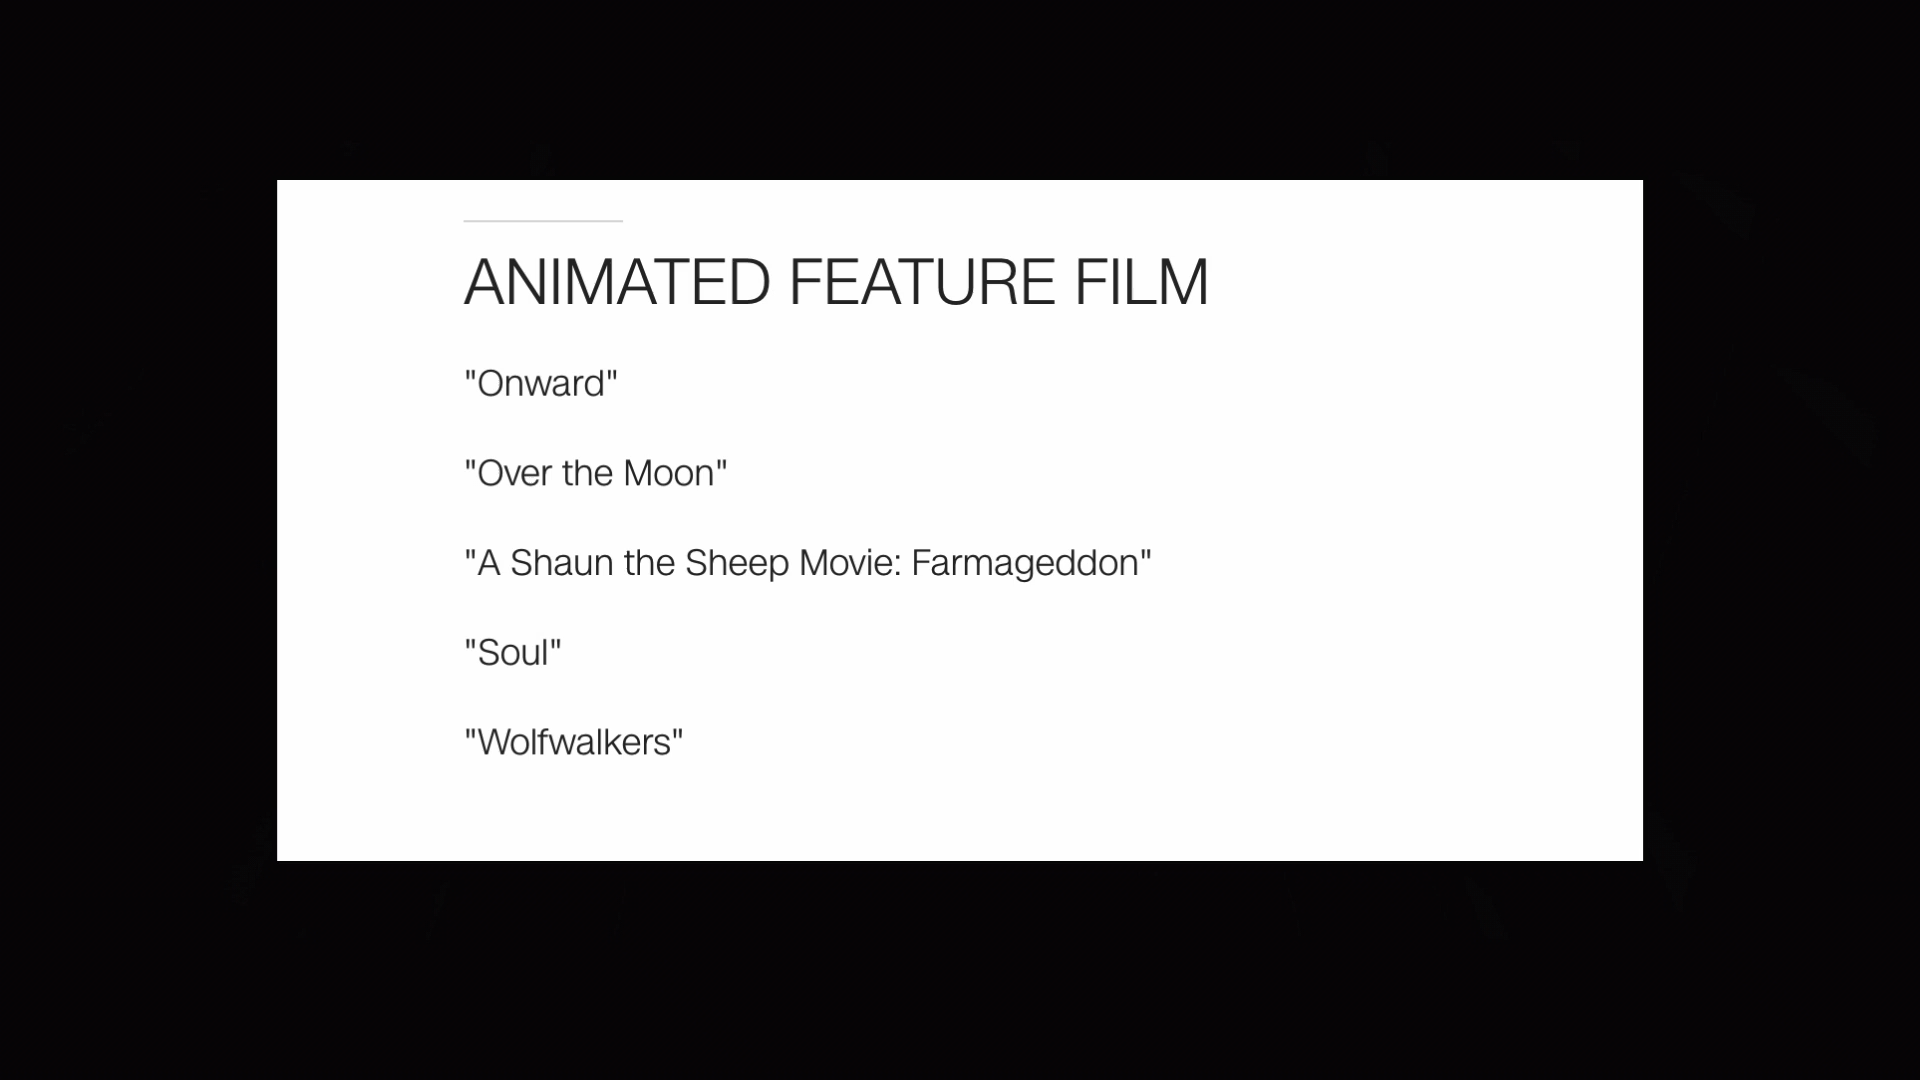 ANIMATED FEATURE FILM
"Onward"
"Over the Moon"
"A Shaun the Sheep Movie: Farmageddon"
"Soul"
"Wolfwalkers"